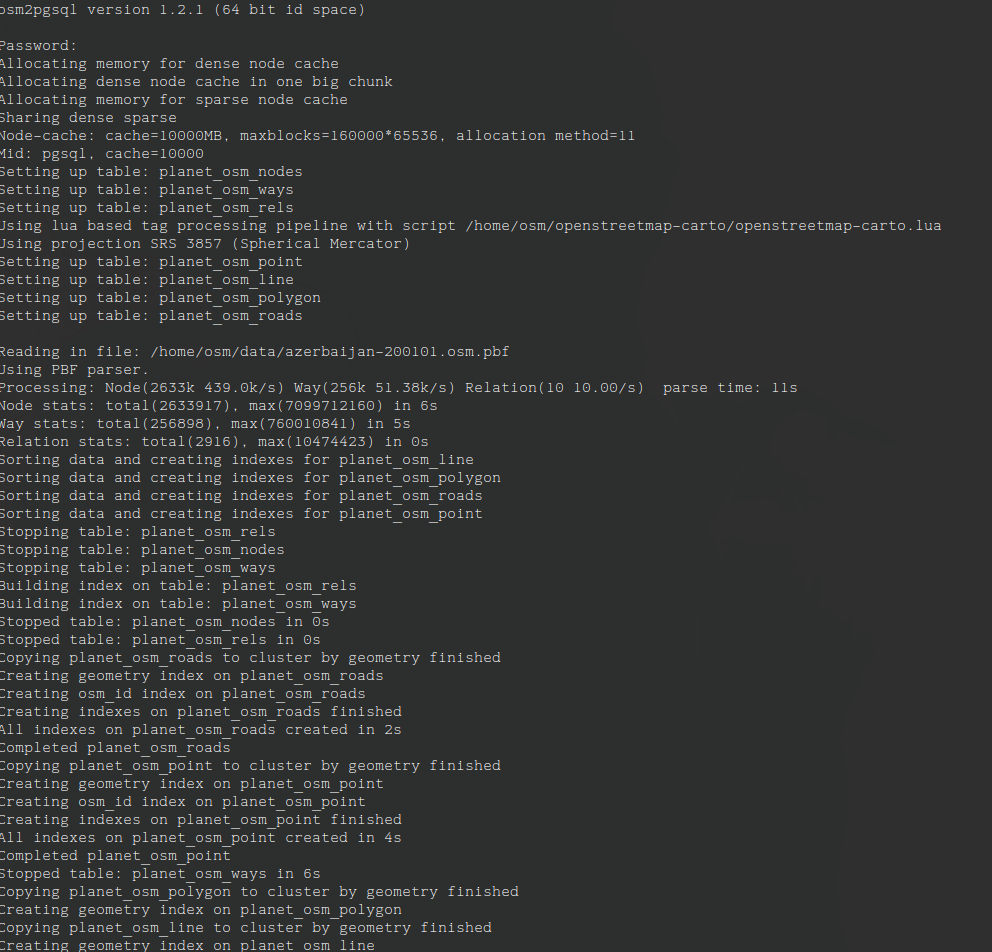 osm2pgsql version 1.2.1 (64 bit id space)
Password:
Allocating memory for dense node cache
Allocating dense node cache in one big chunk
Allocating memory for sparse node cache
Sharing dense sparse
Node-cache: cache=10000MB, maxblocks=160000*65536, allocation method=11
Mid: pgsql, cache=10000
Setting up table: planet_osm_nodes
Setting up table: planet_osm_ways
Setting up table: planet_osm_rels
Using lua based tag processing pipeline with script /home/osm/openstreetmap-carto/openstreetmap-carto.lua
Using projection SRS 3857 (Spherical Mercator)
Setting up table: planet_osm_point
Setting up table: planet_osm_line
Setting up table: planet_osm_polygon
Setting up table: planet_osm_roads
Reading in file: /home/osm/data/azerbaijan-200101.osm.pbf
Using PBF parser.
Processing: Node(2633k 439.0k/s) Way(256k 51.38k/s) Relation(10 10.00/s)  parse time: 11s
Node stats: total(2633917), max(7099712160) in 6s
Way stats: total(256898), max(760010841) in 5s
Relation stats: total(2916), max(10474423) in 0s
Sorting data and creating indexes for planet_osm_line
Sorting data and creating indexes for planet_osm_polygon
Sorting data and creating indexes for planet_osm_roads
Sorting data and creating indexes for planet_osm_point
Stopping table: planet_osm_rels
Stopping table: planet_osm_nodes
Stopping table: planet_osm_ways
Building index on table: planet_osm_rels
Building index on table: planet_osm_ways
Stopped table: planet_osm_nodes in 0s
Stopped table: planet_osm_rels in 0s
Copying planet_osm_roads to cluster by geometry finished
Creating geometry index on planet_osm_roads
Creating osm_id index on planet_osm_roads
Creating indexes on planet_osm_roads finished
All indexes on planet_osm_roads created in 2s
Completed planet_osm_roads
Copying planet_osm_point to cluster by geometry finished
Creating geometry index on planet_osm_point
Creating osm_id index on planet_osm_point
Creating indexes on planet_osm_point finished
All indexes on planet_osm_point created in 4s
Completed planet_osm_point
Stopped table: planet_osm_ways in 6s
Copying planet_osm_polygon to cluster by geometry finished
Creating geometry index on planet_osm_polygon
Copying planet_osm_line to cluster by geometry finished
Creating geometry index on planet_osm_line